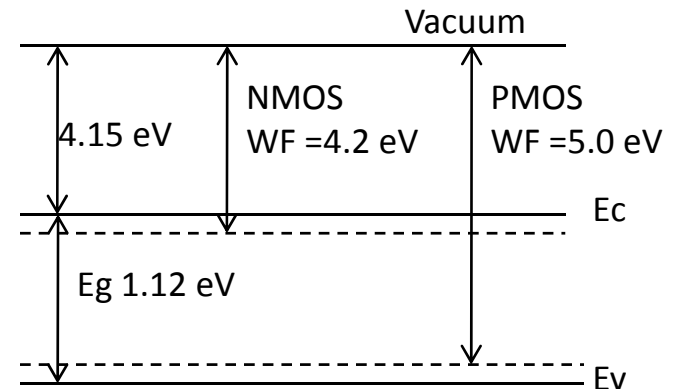 Vacuum
NMOS
WF =4.2 eV
PMOS
WF =5.0 eV
4.15 eV
Ec
Eg 1.12 eV
Ev